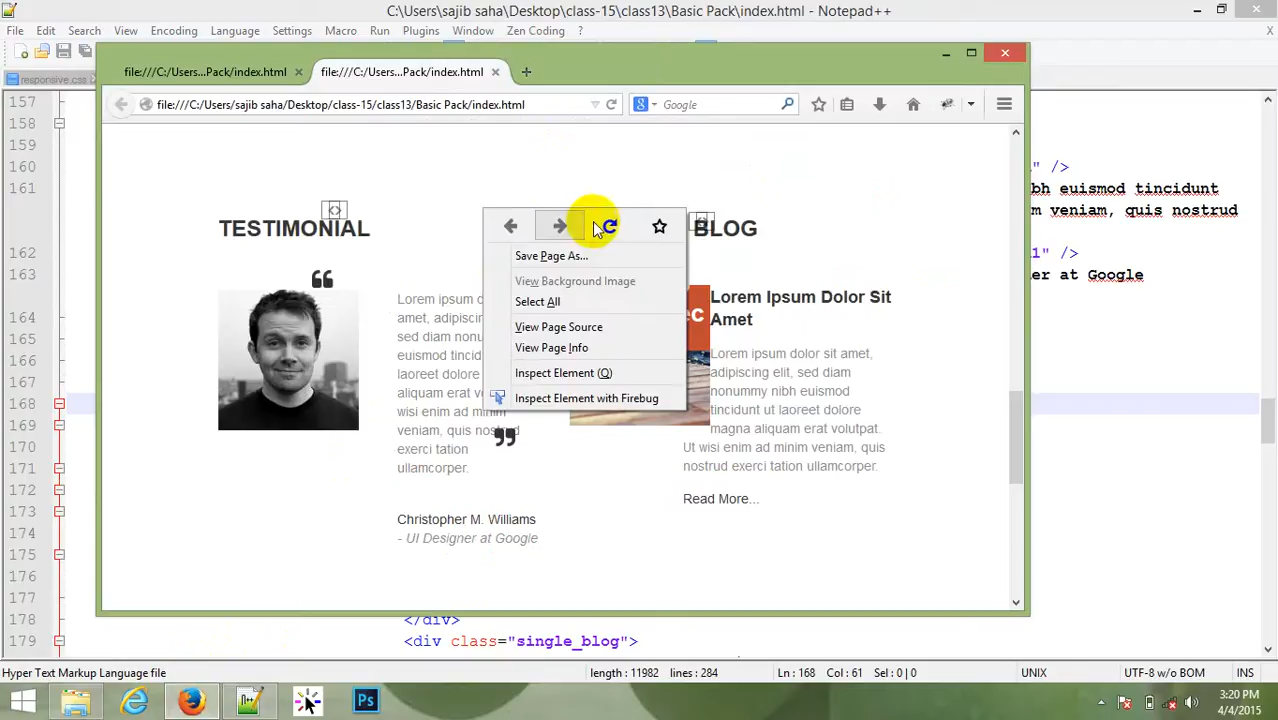 C:\Users\sajib saha\Desktop\class-15\class13\Basic Pack\index.html - Notepad++
File Edit Search View Encoding Language Settings Macro Run Plugins Window Zen Coding ? X
file:///C:/Users...Pack/index.html
file:///C:/Users...Pack/index.html
responsive.css
file:///C:/Users/sajib saha/Desktop/class-15/class13/Basic Pack/index.html
Google
157
158
159
160 " />
161 bh euismod tincidunt
m veniam, quis nostrud
162 1" />
163 er at Google
164
165
166
167
168
169
170
171
172
173
174
175
176
177
178 </div>
179 <div class="single_blog">
TESTIMONIAL
Lorem ipsum d
amet, adipiscing
sed diam nonu
euismod tincid
laoreet dolore
aliquam erat v
wisi enim ad minim
veniam, quis nostrud
exerci tation
ullamcorper.
Christopher M. Williams
- UI Designer at Google
Save Page As...
View Background Image
Select All
View Page Source
View Page Info
Inspect Element (Q)
Inspect Element with Firebug
BLOG
ec
Lorem Ipsum Dolor Sit
Amet
Lorem ipsum dolor sit amet,
adipiscing elit, sed diam
nonummy nibh euismod
tincidunt ut laoreet dolore
magna aliquam erat volutpat.
Ut wisi enim ad minim veniam, quis
nostrud exerci tation ullamcorper.
Read More...
Hyper Text Markup Language file length : 11982 lines : 284 Ln : 168 Col : 61 Sel : 0 | 0 UNIX UTF-8 w/o BOM INS
n++
Ps
3:20 PM
4/4/2015